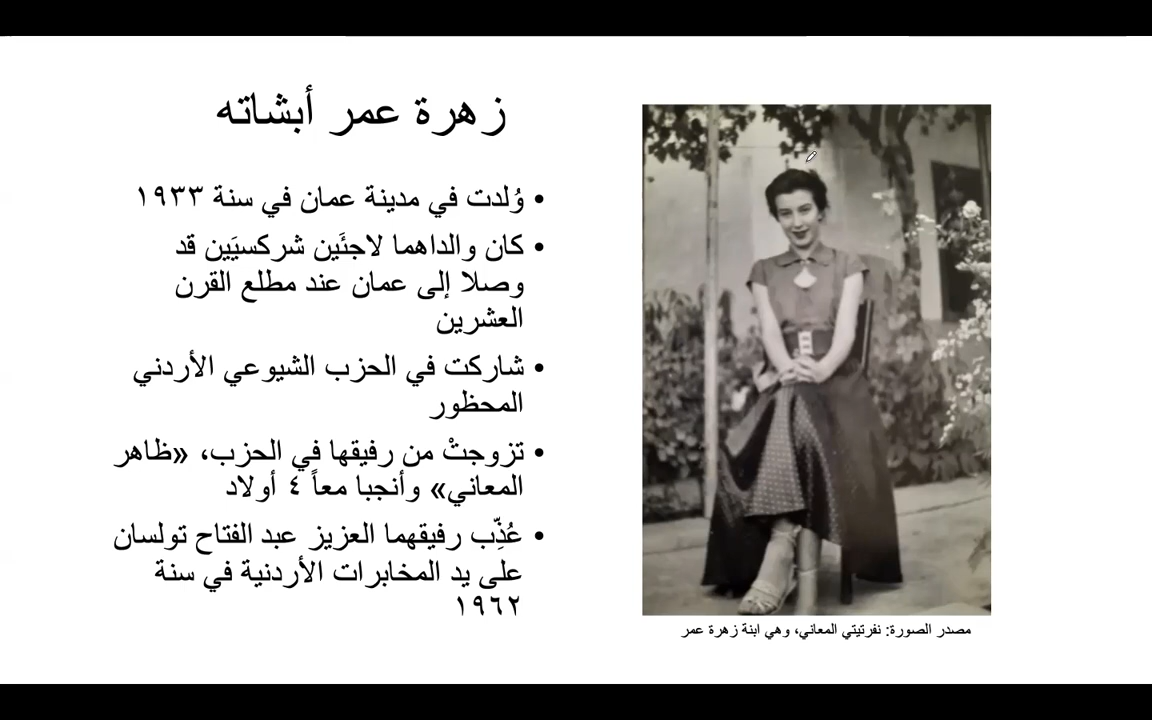 زهرة عمر أبشاته
• وُلدت في مدينة عمان في سنة ١٩٣٣
• كان والداهما لاجئَين شركسيَين قد
وصلا إلى عمان عند مطلع القرن
العشرين
• شاركت في الحزب الشيوعي الأردني
المحظور
• تزوجتْ من رفيقها في الحزب، «ظاهر
المعاني» وأنجبا معاً ٤ أولاد
• عُذِّب رفيقهما العزيز عبد الفتاح تولسان
على يد المخابرات الأردنية في سنة
١٩٦٢
مصدر الصورة: نفرتيتي المعاني، وهي ابنة زهرة عمر